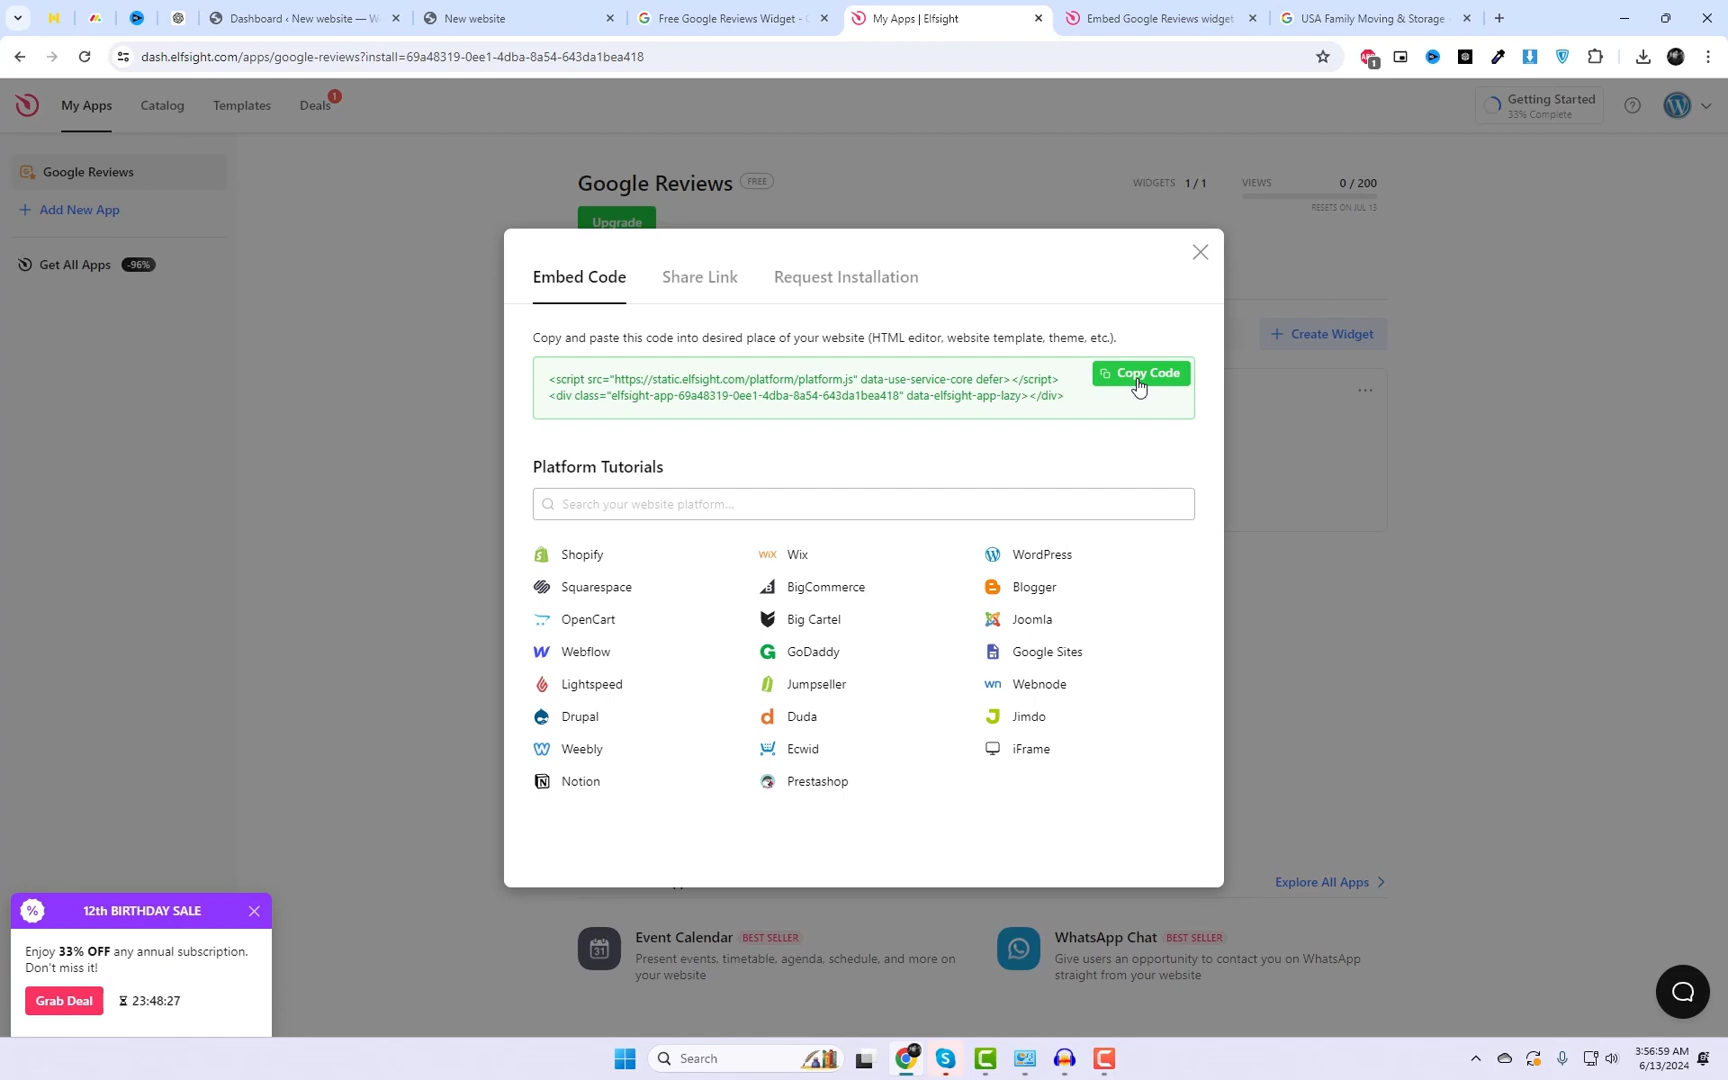 Dashboard ‹ New website — W
New website
Free Google Reviews Widget -
My Apps | Elfsight
Embed Google Reviews widget
USA Family Moving & Storage
dash.elfsight.com/apps/google-reviews?install=69a48319-0ee1-4dba-8a54-643da1bea418
1
My Apps
Catalog
Templates
Deals
1
Getting Started
33% Complete
Google Reviews
Add New App
Get All Apps
-96%
Google Reviews
FREE
WIDGETS 1 / 1
VIEWS 0 / 200
RESETS ON JUL 13
Upgrade
Create Widget
Embed Code
Share Link
Request Installation
Copy and paste this code into desired place of your website (HTML editor, website template, theme, etc.).
<script src="https://static.elfsight.com/platform/platform.js" data-use-service-core defer></script>
<div class="elfsight-app-69a48319-0ee1-4dba-8a54-643da1bea418" data-elfsight-app-lazy></div>
Copy Code
Platform Tutorials
Search your website platform...
Shopify
WiX Wix
WordPress
Squarespace
BigCommerce
Blogger
OpenCart
Big Cartel
Joomla
Webflow
GoDaddy
Google Sites
Lightspeed
Jumpseller
wn Webnode
Drupal
Duda
Jimdo
Weebly
Ecwid
iFrame
Notion
Prestashop
Explore All Apps
12th BIRTHDAY SALE
Enjoy 33% OFF any annual subscription.
Don't miss it!
Grab Deal
23:48:27
31
Event Calendar
BEST SELLER
Present events, timetable, agenda, schedule, and more on
your website
WhatsApp Chat
BEST SELLER
Give users an opportunity to contact you on WhatsApp
straight from your website
Search
3:56:59 AM
6/13/2024